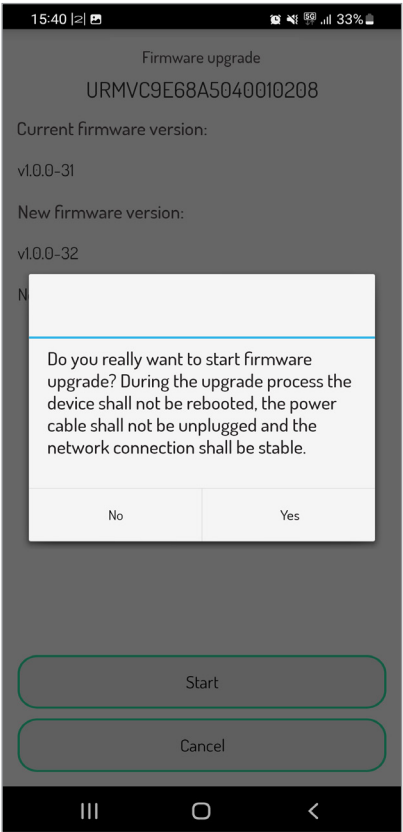 15:40
5G
33%
Firmware upgrade
URMVC9E68A5040010208
Current firmware version:
v1.0.0-31
New firmware version:
v1.0.0-32
N
Do you really want to start firmware
upgrade? During the upgrade process the
device shall not be rebooted, the power
cable shall not be unplugged and the
network connection shall be stable.
No
Yes
Start
Cancel